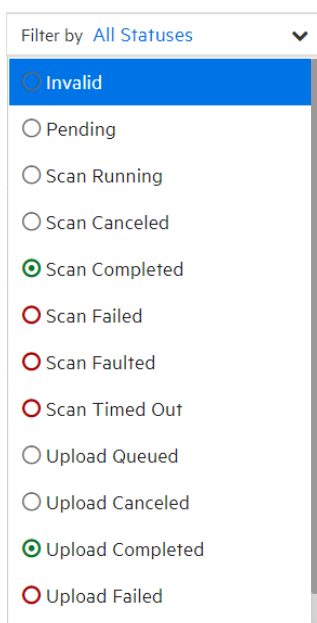 Filter by All Statuses
Invalid
Pending
Scan Running
Scan Canceled
Scan Completed
Scan Failed
Scan Faulted
Scan Timed Out
Upload Queued
Upload Canceled
Upload Completed
Upload Failed